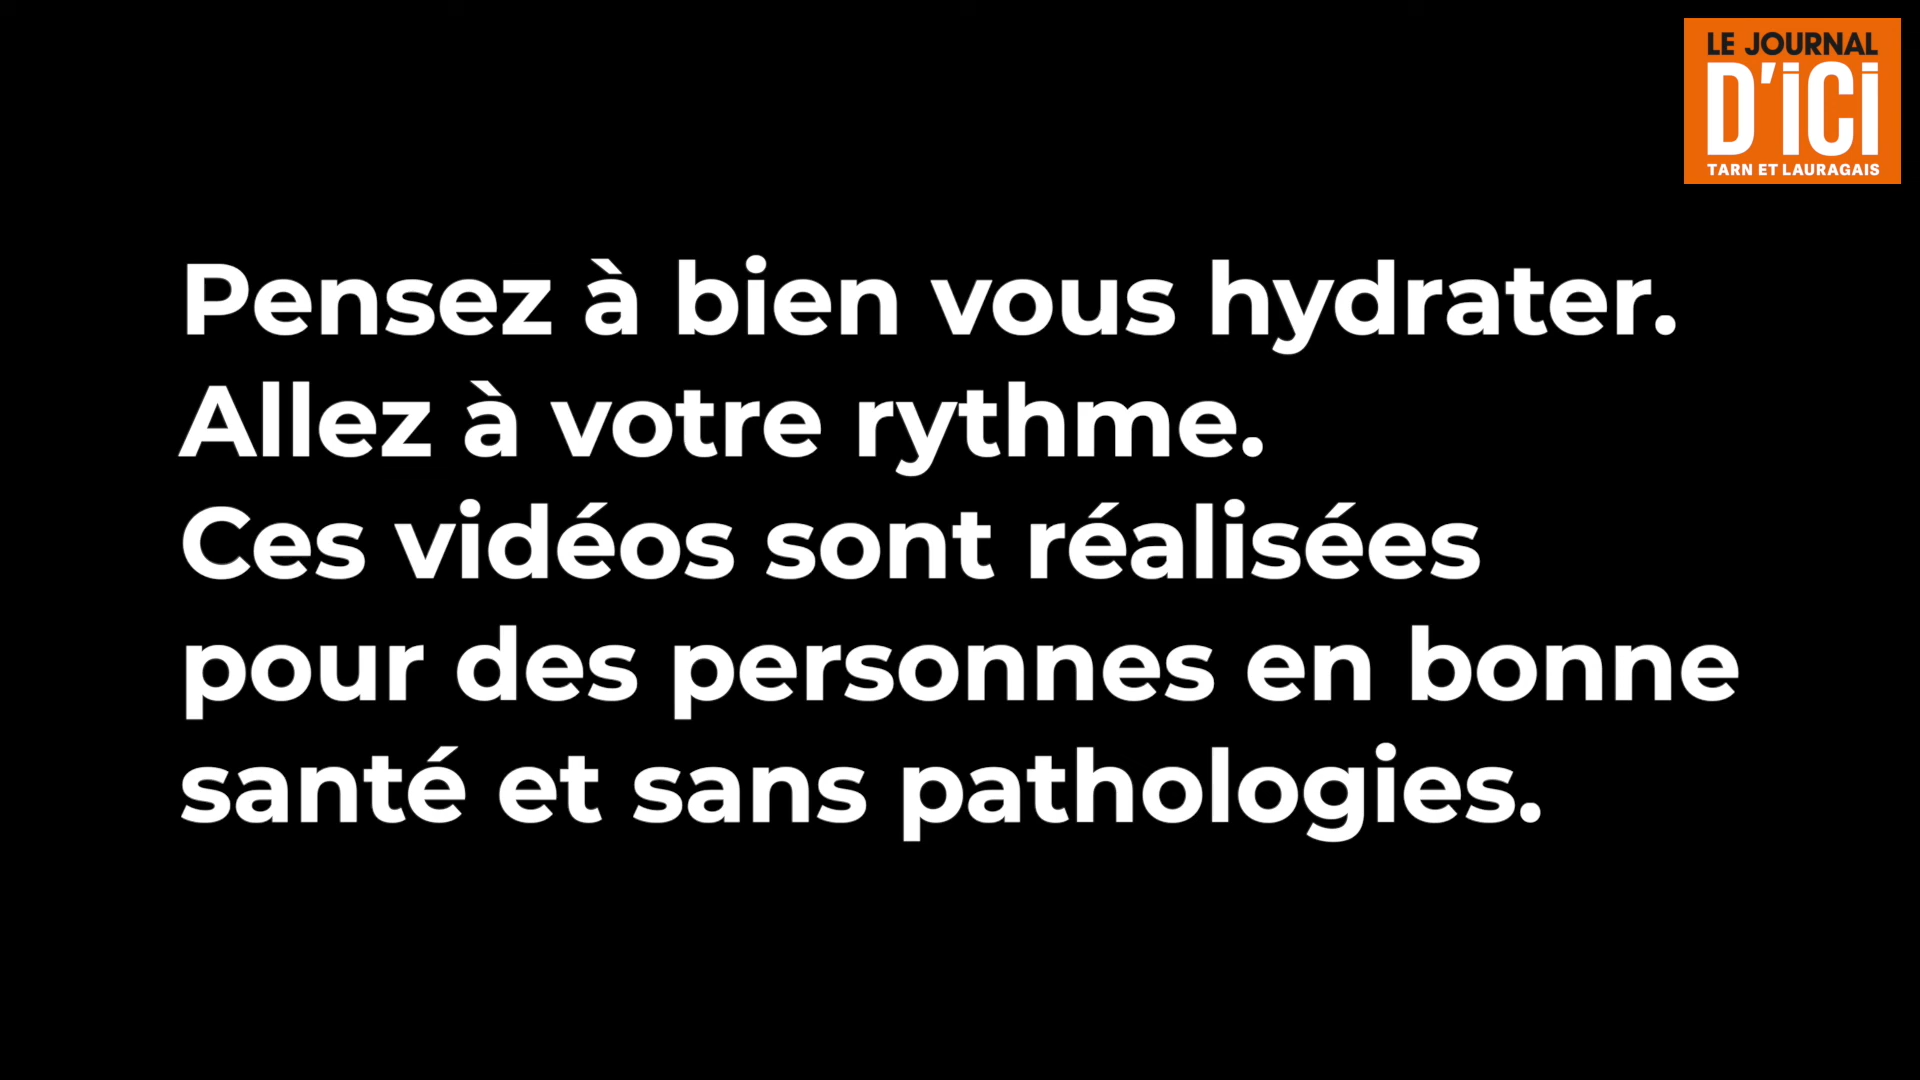 LE JOURNAL
D'iCi
TARN ET LAURAGAIS
Pensez à bien vous hydrater.
Allez à votre rythme.
Ces vidéos sont réalisées
pour des personnes en bonne
santé et sans pathologies.